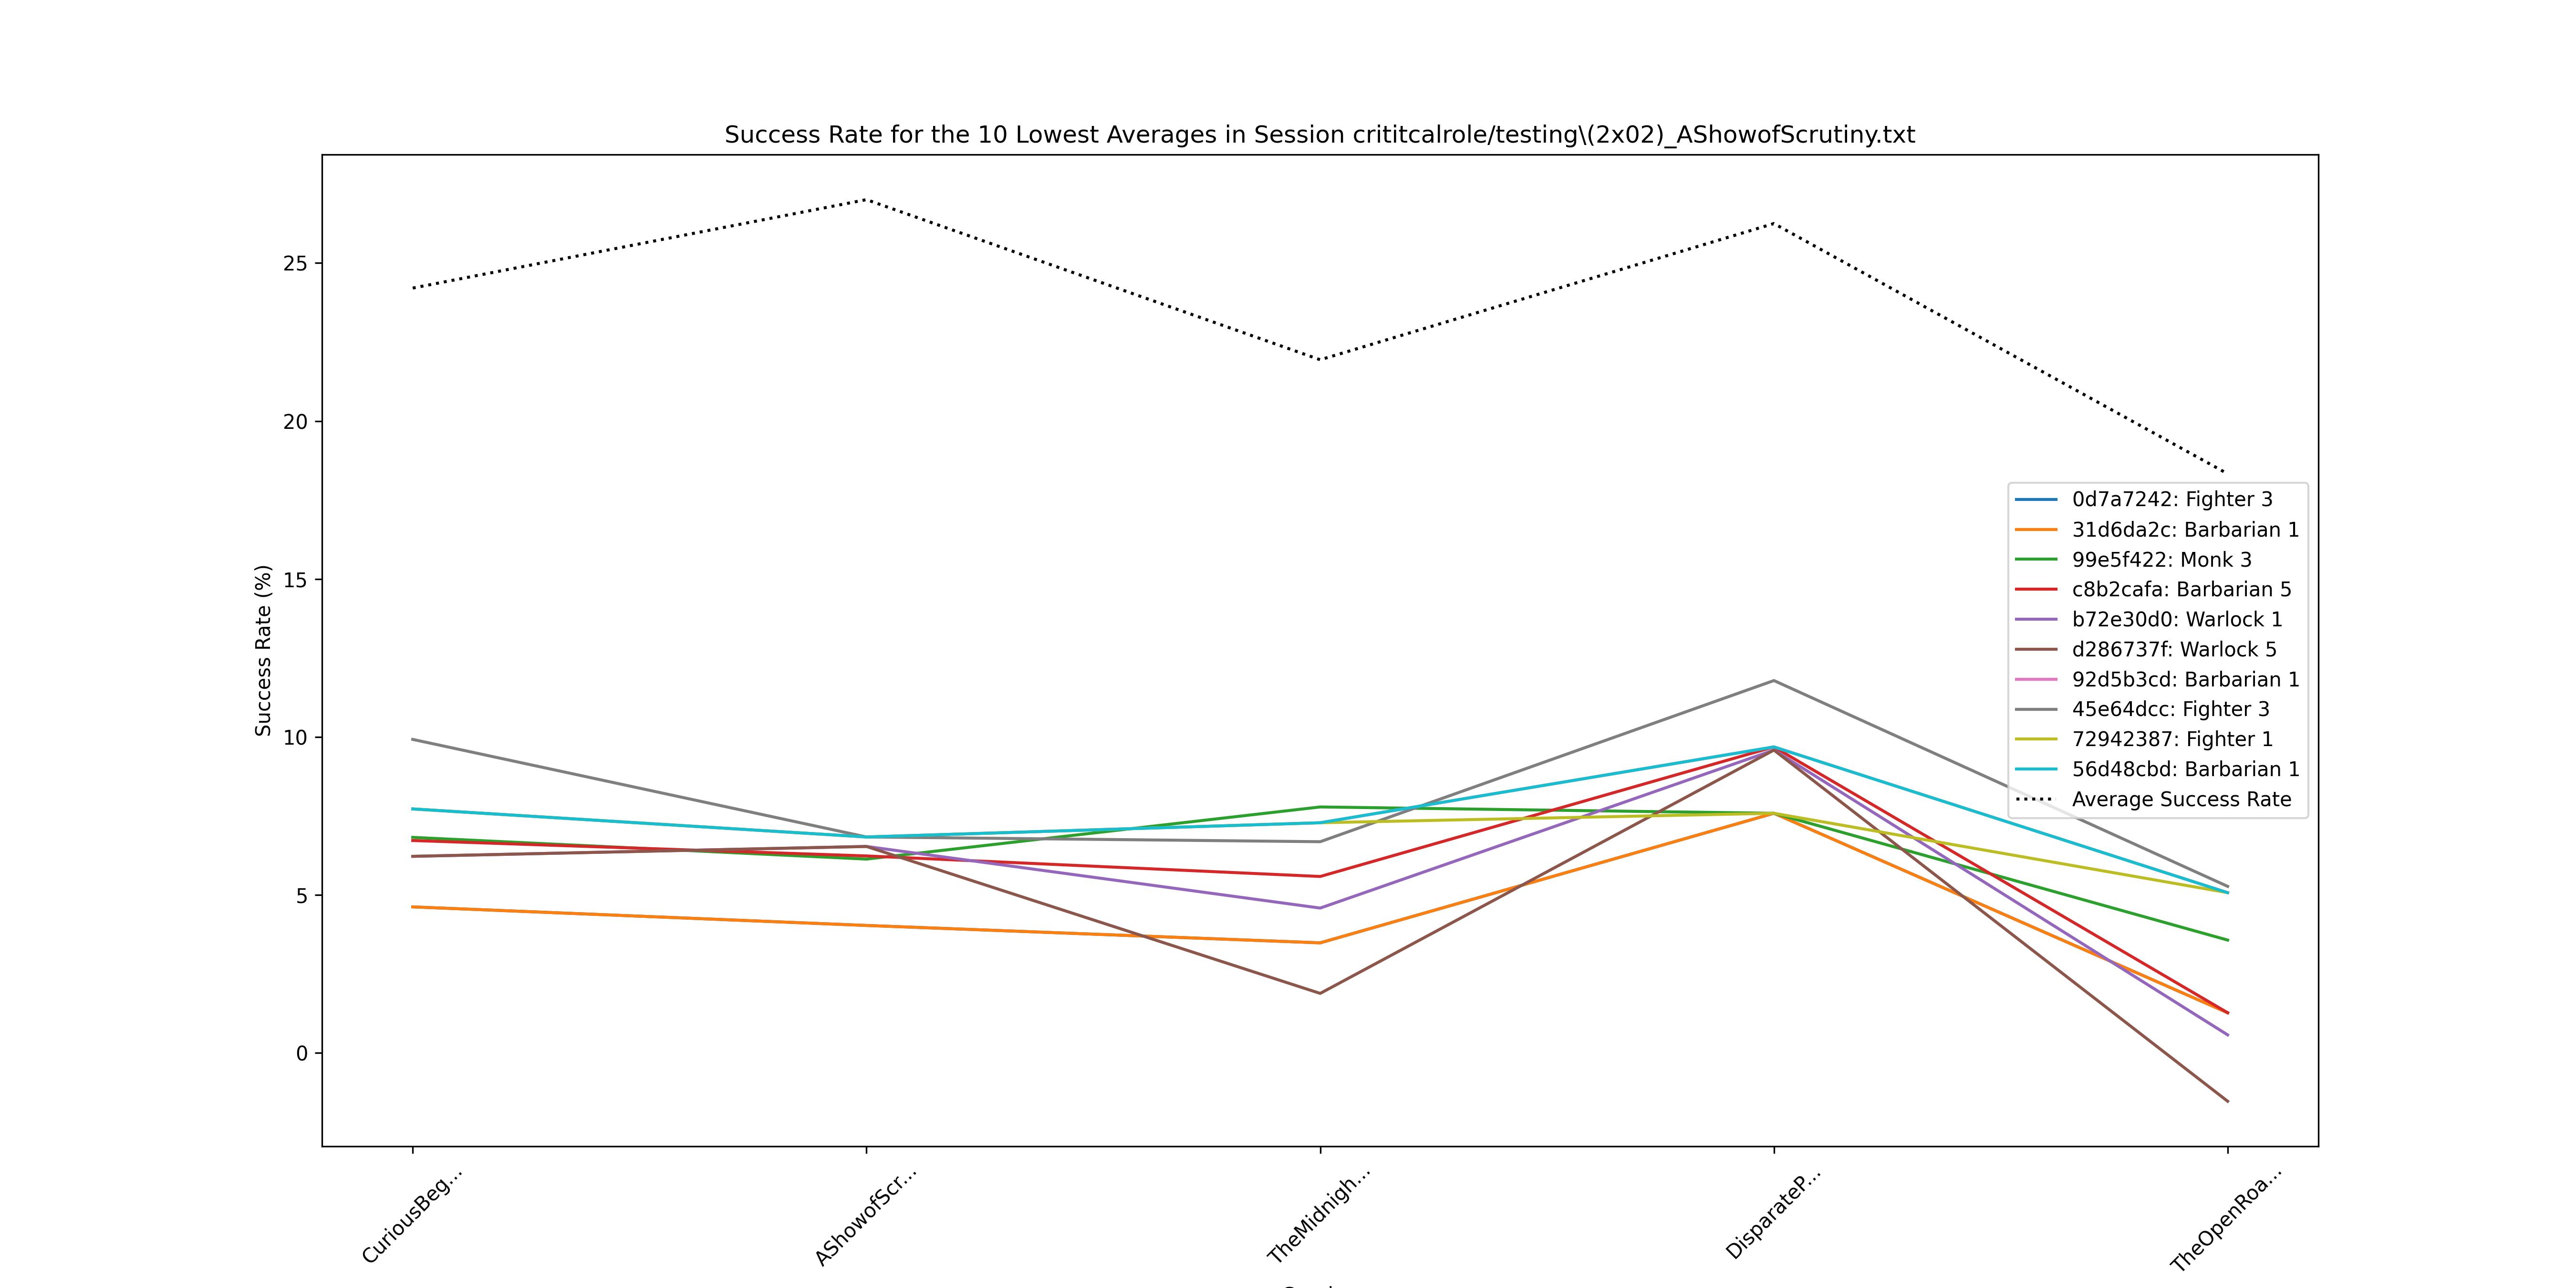 Success Rate for the 10 Lowest Averages in Session crititcalrole/testing\(2x02)_AShowofScrutiny.txt
Success Rate (%)
25
20
15
10
5
0
0d7a7242: Fighter 3
31d6da2c: Barbarian 1
99e5f422: Monk 3
c8b2cafa: Barbarian 5
b72e30d0: Warlock 1
d286737f: Warlock 5
92d5b3cd: Barbarian 1
45e64dcc: Fighter 3
72942387: Fighter 1
56d48cbd: Barbarian 1
Average Success Rate
CuriousBeg...
AShowofScr...
TheMidnigh...
DisparateP...
TheOpenRoa...